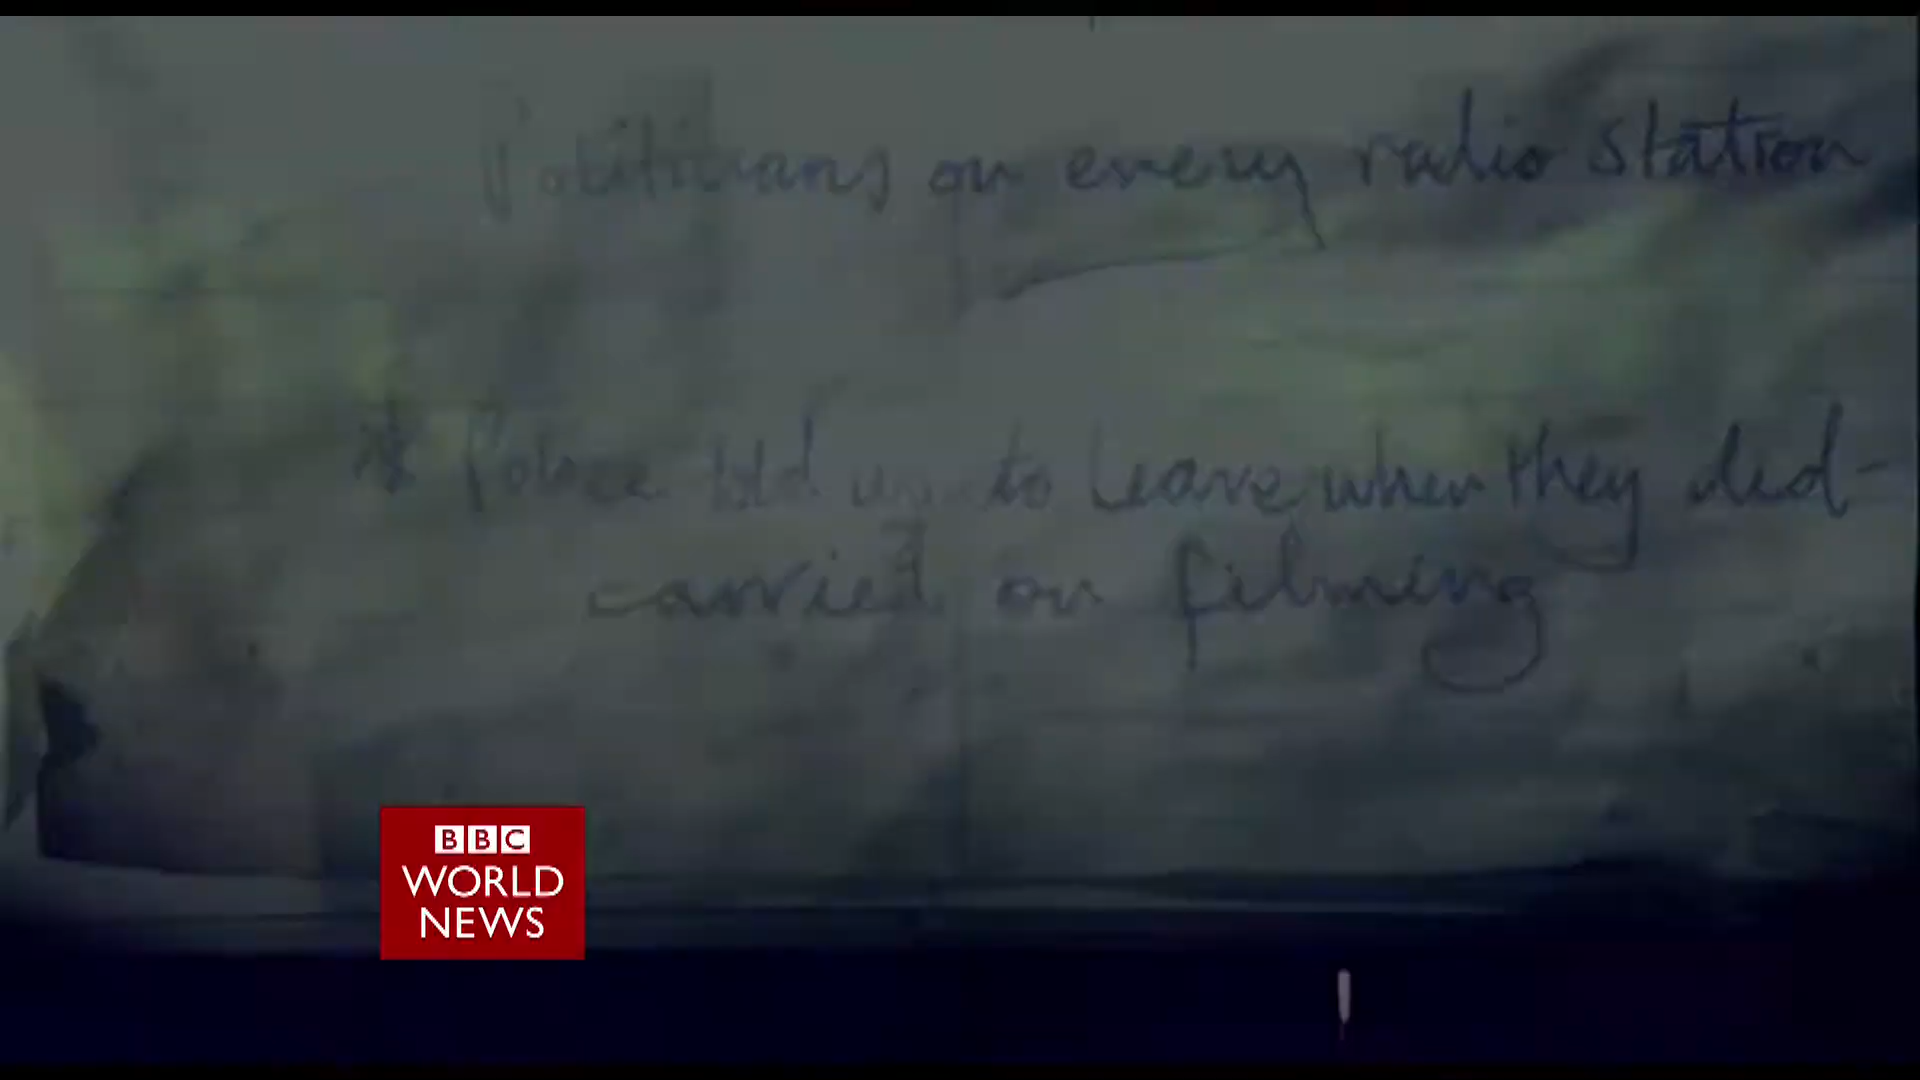 Politicians on every radio station
* Police told us to leave when they did -
carried on filming
BBC
WORLD
NEWS